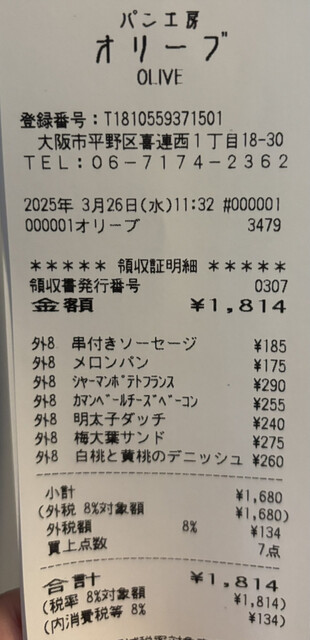 パン工房
オリーブ
OLIVE
登録番号：T1810559371501
大阪市平野区喜連西1丁目18-30
TEL：06-7174-2362
2025年 3月26日(水)11:32 #000001
000001オリーブ 3479
***** 領収証明細 *****
領収書発行番号 0307
金額 ¥1,814
外8 串付きソーセージ ¥185
外8 メロンパン ¥175
外8 ジャーマンポテトフランス ¥290
外8 カマンベールチーズベーコン ¥255
外8 明太子ダッチ ¥240
外8 梅大葉サンド ¥275
外8 白桃と黄桃のデニッシュ ¥260
小計 ¥1,680
(外税 8%対象額 ¥1,680)
外税額 8% ¥134
買上点数 7点
合計 ¥1,814
(税率 8%対象額 ¥1,814)
(内消費税等 8% ¥134)